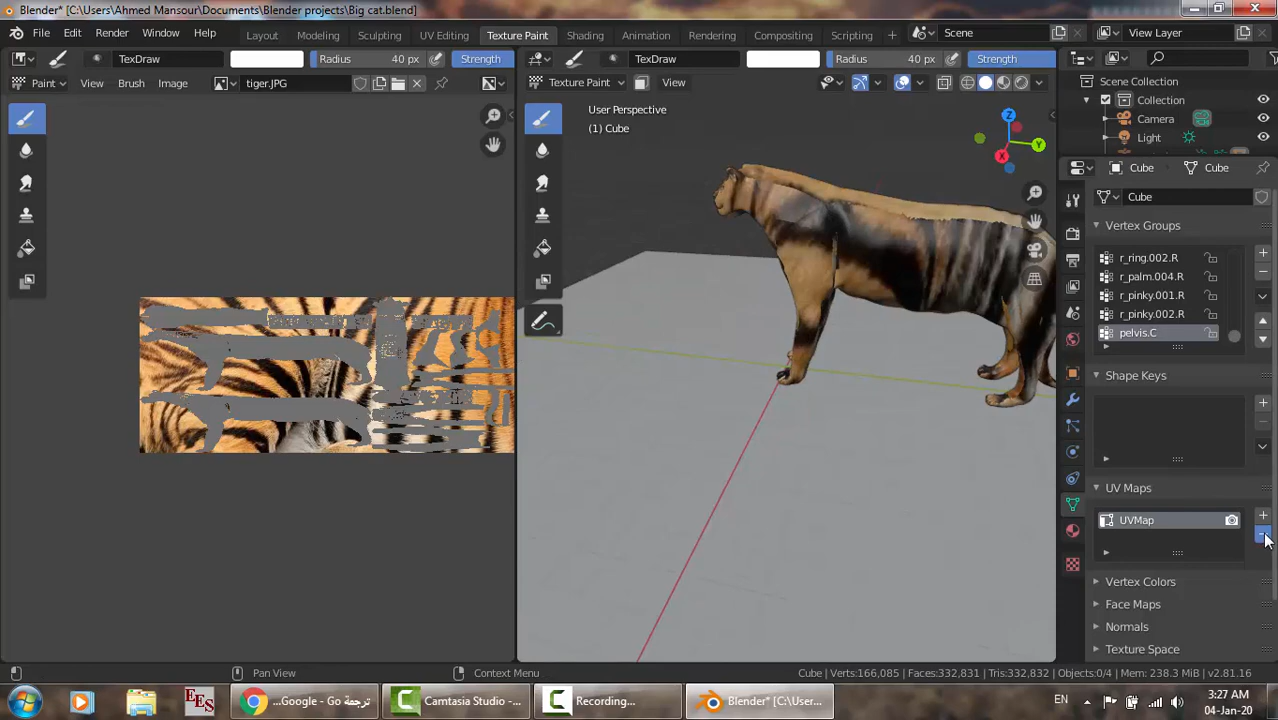 Blender* [C:\Users\Ahmed Mansour\Documents\Blender projects\Big cat.blend]
File Edit Render Window Help
Layout Modeling Sculpting UV Editing Texture Paint Shading Animation Rendering Compositing Scripting +
Scene
View Layer
TexDraw Radius 40 px Strength
TexDraw Radius 40 px Strength
Paint View Brush Image tiger.JPG
Texture Paint View
User Perspective
(1) Cube
Z
Y
X
Scene Collection
Collection
Camera
Light
Cube Cube
Cube
Vertex Groups
r_ring.002.R
r_palm.004.R
r_pinky.001.R
r_pinky.002.R
pelvis.C
Shape Keys
UV Maps
UVMap
Vertex Colors
Face Maps
Normals
Texture Space
Pan View
Context Menu
Cube | Verts:166,085 | Faces:332,831 | Tris:332,832 | Objects:0/4 | Mem: 238.3 MiB | v2.81.16
EES
...Google - Go ترجمة
Camtasia Studio - ...
Recording...
Blender* [C:\User...
EN
3:27 AM
04-Jan-20